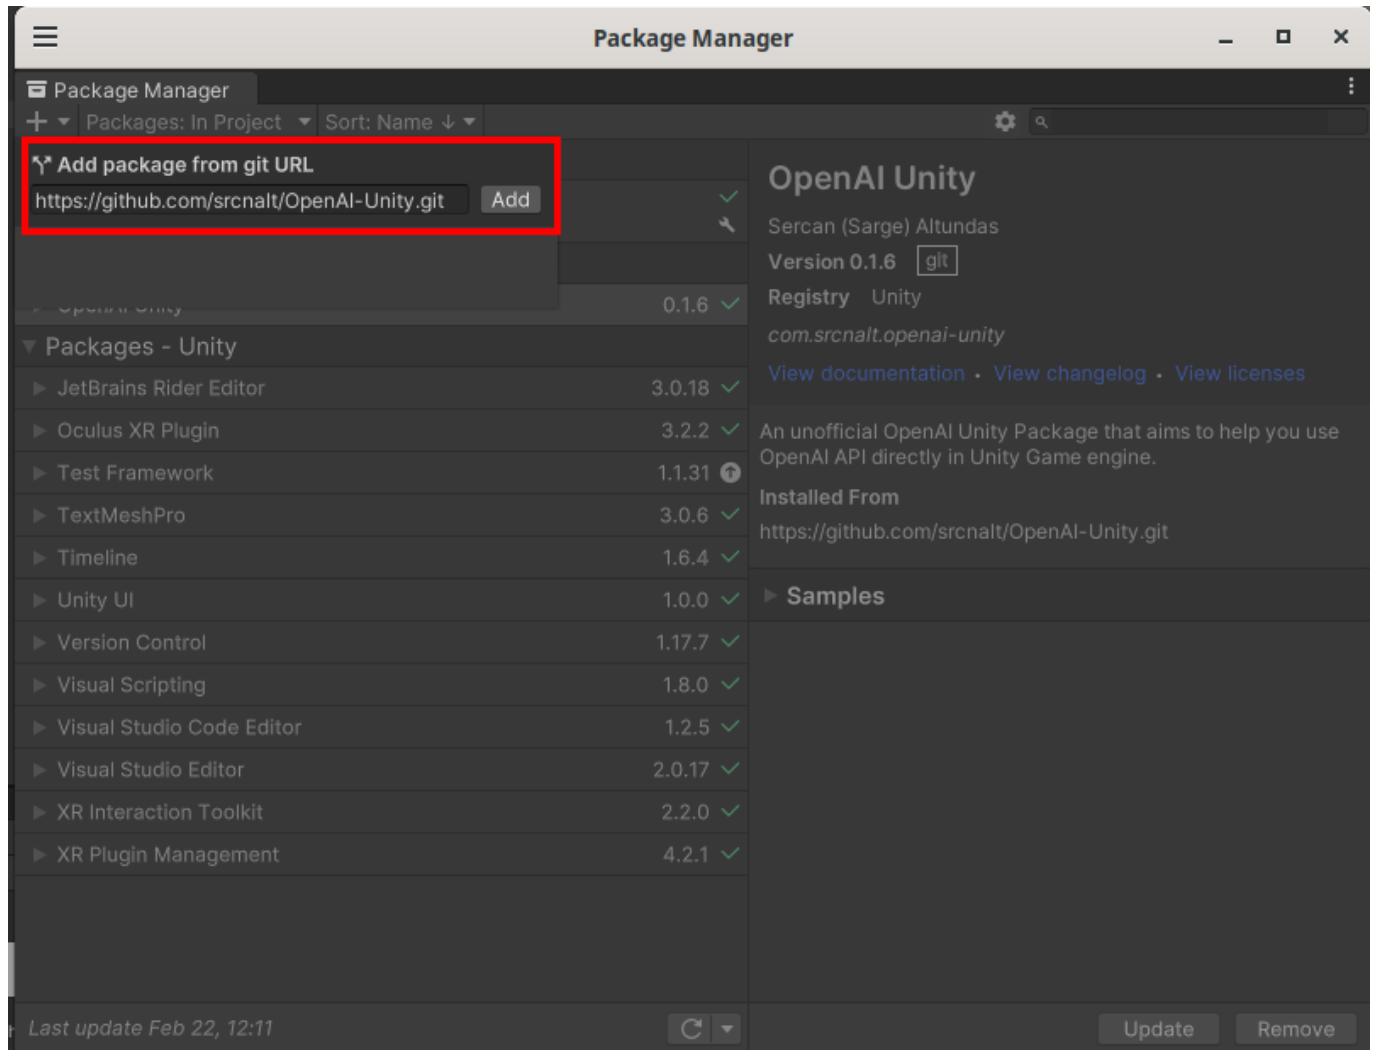 Package Manager
Package Manager
Packages: In Project
Sort: Name ↓
Add package from git URL
https://github.com/srcnalt/OpenAI-Unity.git
Add
OpenAI Unity
0.1.6
Packages - Unity
JetBrains Rider Editor 3.0.18
Oculus XR Plugin 3.2.2
Test Framework 1.1.31
TextMeshPro 3.0.6
Timeline 1.6.4
Unity UI 1.0.0
Version Control 1.17.7
Visual Scripting 1.8.0
Visual Studio Code Editor 1.2.5
Visual Studio Editor 2.0.17
XR Interaction Toolkit 2.2.0
XR Plugin Management 4.2.1
Last update Feb 22, 12:11
OpenAI Unity
Sercan (Sarge) Altundas
Version 0.1.6 git
Registry Unity
com.srcnalt.openai-unity
View documentation • View changelog • View licenses
An unofficial OpenAI Unity Package that aims to help you use
OpenAI API directly in Unity Game engine.
Installed From
https://github.com/srcnalt/OpenAI-Unity.git
Samples
Update Remove